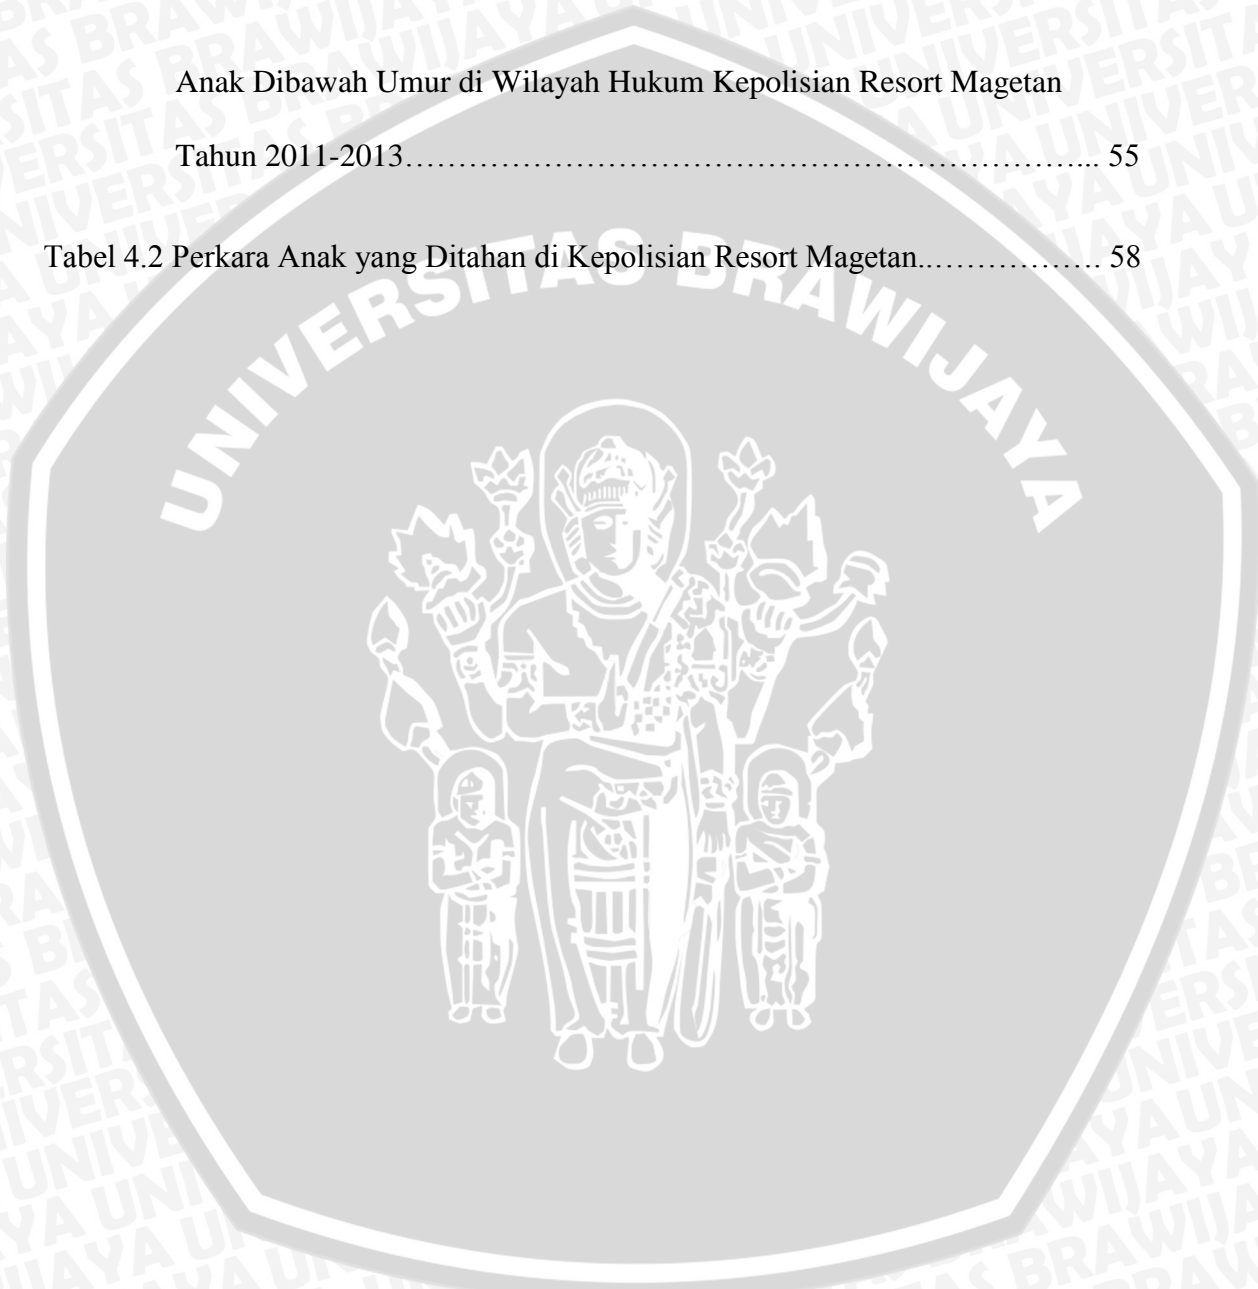 Anak Dibawah Umur di Wilayah Hukum Kepolisian Resort Magetan
Tahun 2011-2013…………………………………………………………... 55
Tabel 4.2 Perkara Anak yang Ditahan di Kepolisian Resort Magetan..……………. 58
UNIVERSITAS BRAWIJAYA